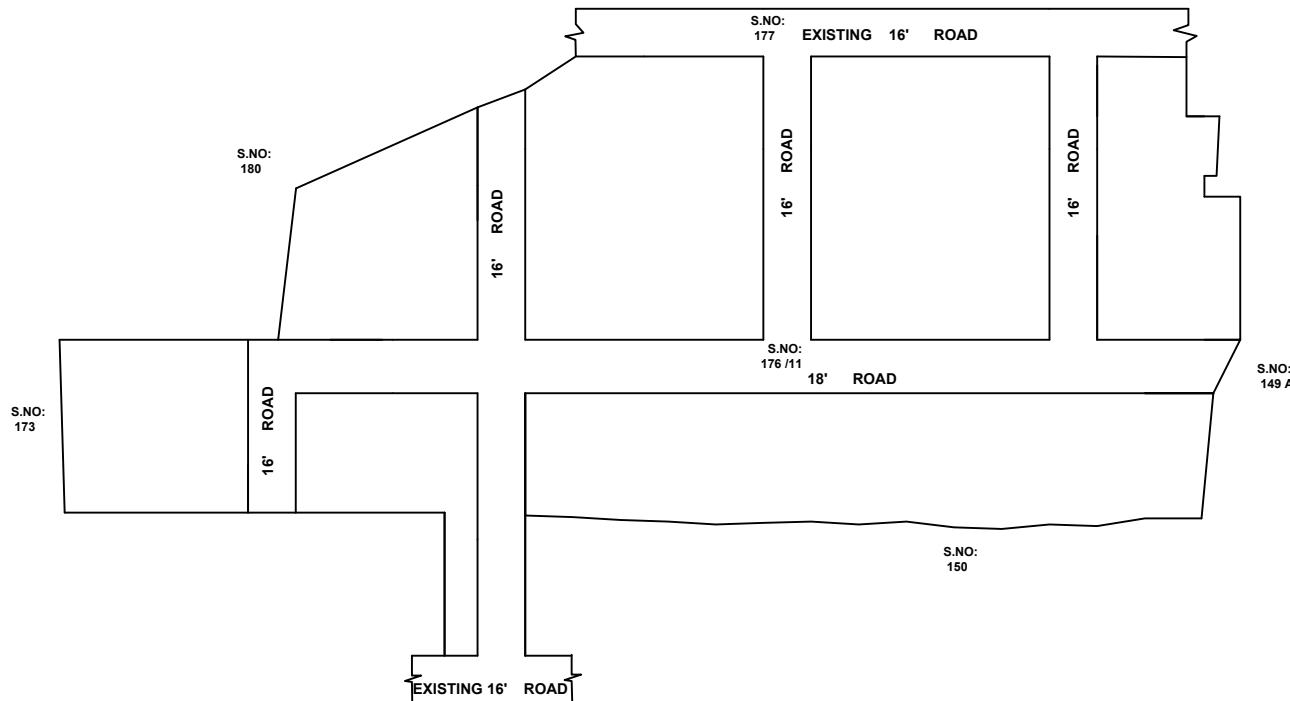 S.NO:
177 EXISTING 16' ROAD
S.NO:
180
16' ROAD
16' ROAD
16' ROAD
S.NO:
176 /11
18' ROAD
S.NO:
149 A
S.NO:
173
16' ROAD
S.NO:
150
EXISTING 16' ROAD